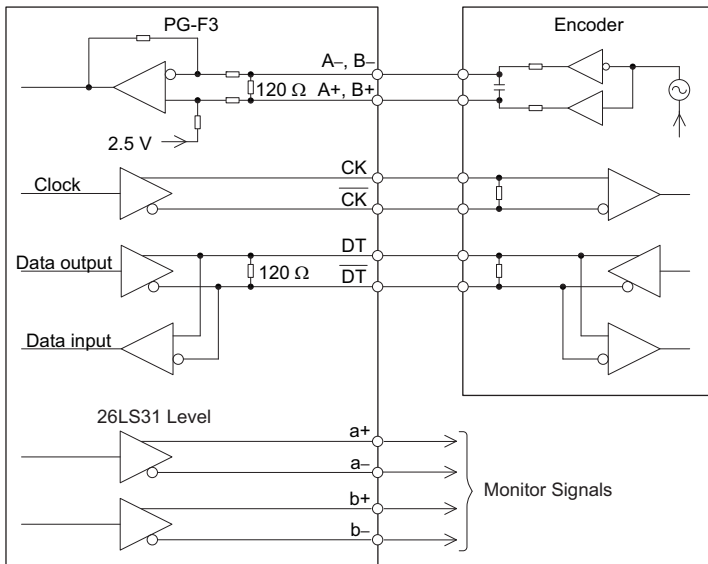 PG-F3
Encoder
A–, B–
120 Ω
A+, B+
2.5 V
CK
Clock
CK
DT
Data output
120 Ω
DT
Data input
26LS31 Level
a+
a–
Monitor Signals
b+
b–